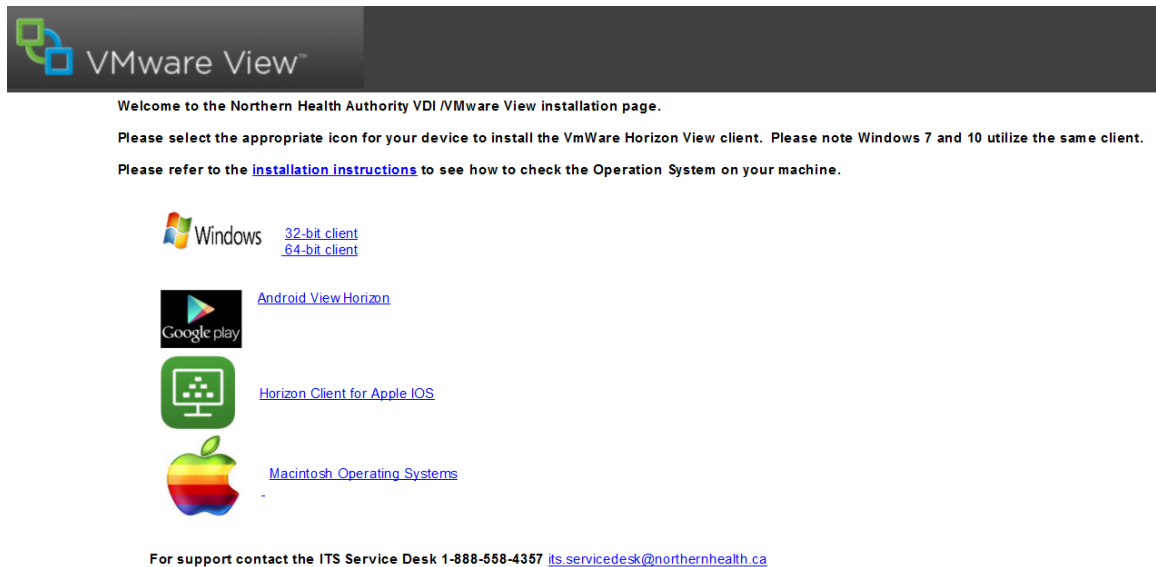 VMware View™
Welcome to the Northern Health Authority VDI /VMware View installation page.
Please select the appropriate icon for your device to install the VmWare Horizon View client. Please note Windows 7 and 10 utilize the same client.
Please refer to the installation instructions to see how to check the Operation System on your machine.
Windows 32-bit client
64-bit client
Android View Horizon
Google play
Horizon Client for Apple IOS
Macintosh Operating Systems
For support contact the ITS Service Desk 1-888-558-4357 its.servicedesk@northernhealth.ca